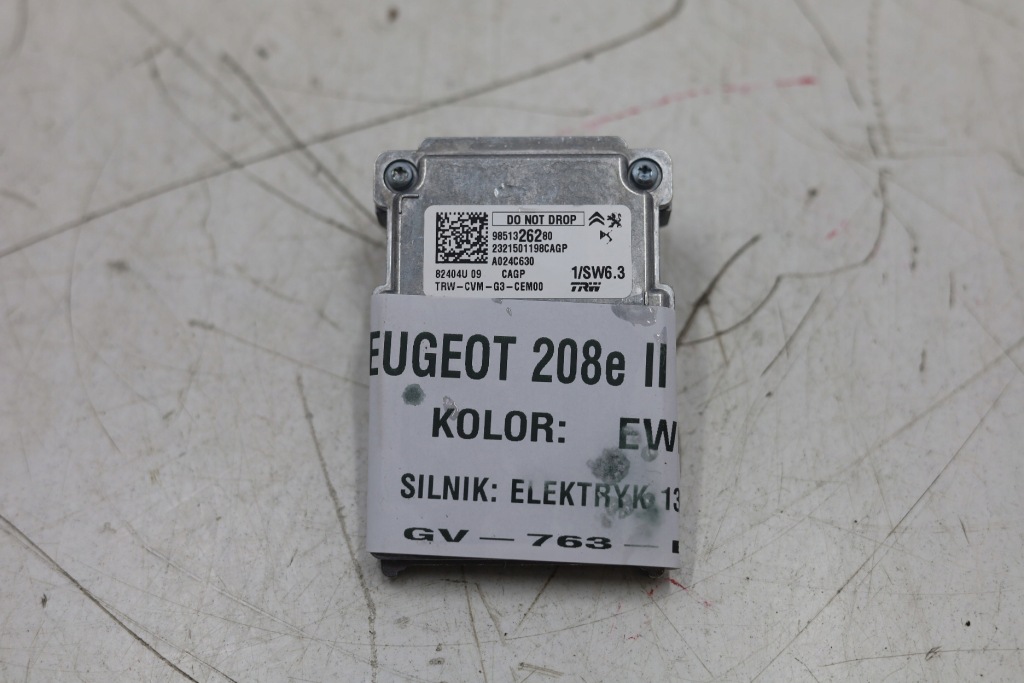 DO NOT DROP
9851326280
2321501198CAGP
A024C630
82404U 09 CAGP 1/SW6.3
TRW-CVM-G3-CEM00 TRW
EUGEOT 208e II
KOLOR: EW
SILNIK: ELEKTRYK 13
GV-763-